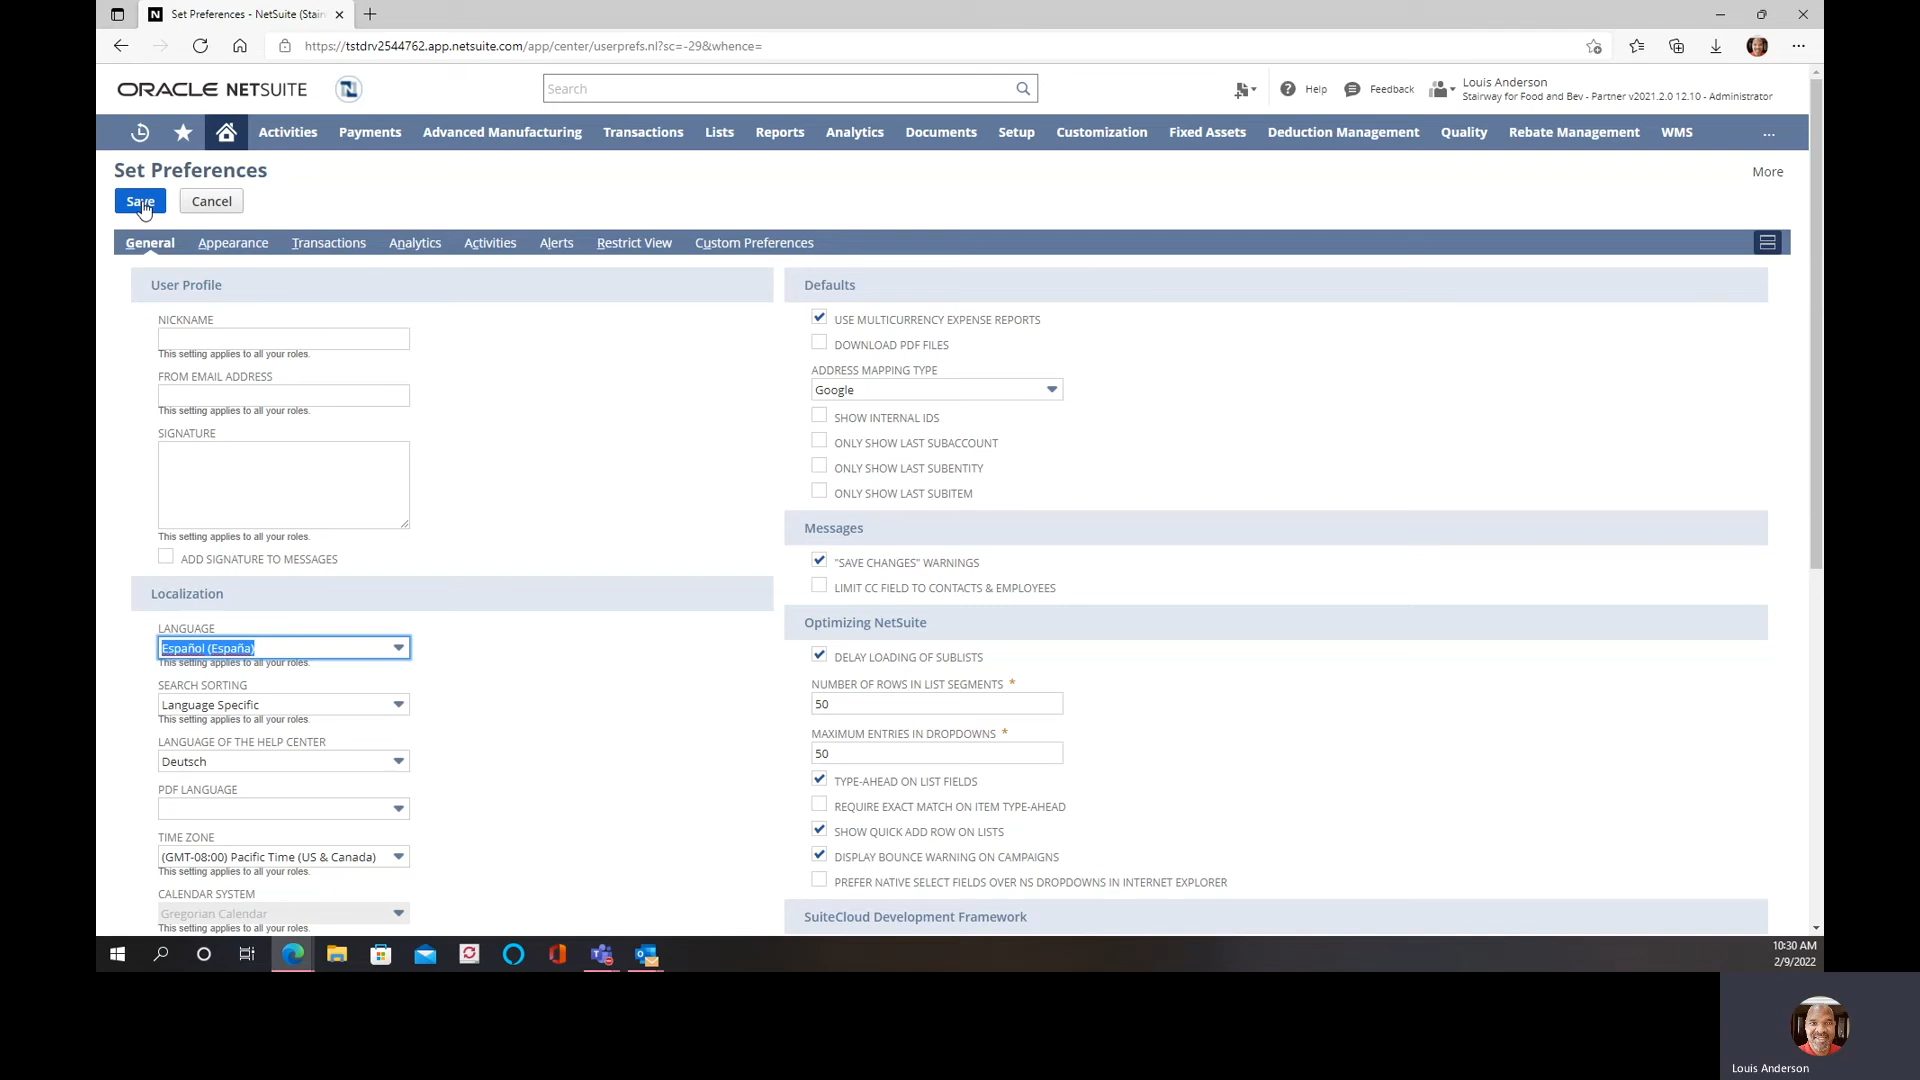 Set Preferences - NetSuite (Stair
https://tstdrv2544762.app.netsuite.com/app/center/userprefs.nl?sc=-29&whence=
ORACLE NETSUITE
Search
Help
Feedback
Louis Anderson
Stairway for Food and Bev - Partner v2021.2.0 12.10 - Administrator
Activities Payments Advanced Manufacturing Transactions Lists Reports Analytics Documents Setup Customization Fixed Assets Deduction Management Quality Rebate Management WMS ...
Set Preferences
More
Save Cancel
General Appearance Transactions Analytics Activities Alerts Restrict View Custom Preferences
User Profile
NICKNAME
This setting applies to all your roles.
FROM EMAIL ADDRESS
This setting applies to all your roles.
SIGNATURE
This setting applies to all your roles.
ADD SIGNATURE TO MESSAGES
Localization
LANGUAGE
Español (España)
This setting applies to all your roles.
SEARCH SORTING
Language Specific
This setting applies to all your roles.
LANGUAGE OF THE HELP CENTER
Deutsch
PDF LANGUAGE
TIME ZONE
(GMT-08:00) Pacific Time (US & Canada)
This setting applies to all your roles.
CALENDAR SYSTEM
Gregorian Calendar
This setting applies to all your roles.
Defaults
USE MULTICURRENCY EXPENSE REPORTS
DOWNLOAD PDF FILES
ADDRESS MAPPING TYPE
Google
SHOW INTERNAL IDS
ONLY SHOW LAST SUBACCOUNT
ONLY SHOW LAST SUBENTITY
ONLY SHOW LAST SUBITEM
Messages
"SAVE CHANGES" WARNINGS
LIMIT CC FIELD TO CONTACTS & EMPLOYEES
Optimizing NetSuite
DELAY LOADING OF SUBLISTS
NUMBER OF ROWS IN LIST SEGMENTS *
50
MAXIMUM ENTRIES IN DROPDOWNS *
50
TYPE-AHEAD ON LIST FIELDS
REQUIRE EXACT MATCH ON ITEM TYPE-AHEAD
SHOW QUICK ADD ROW ON LISTS
DISPLAY BOUNCE WARNING ON CAMPAIGNS
PREFER NATIVE SELECT FIELDS OVER NS DROPDOWNS IN INTERNET EXPLORER
SuiteCloud Development Framework
10:30 AM
2/9/2022
Louis Anderson